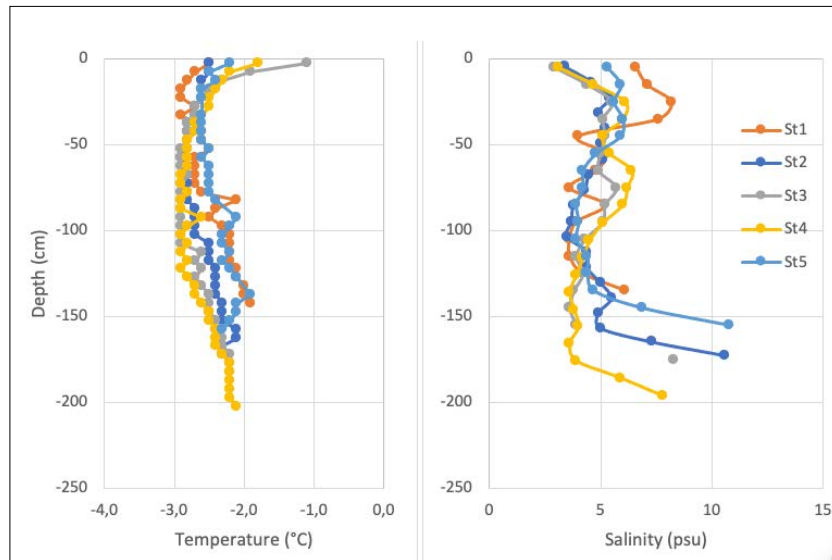 0
-50
-100
-150
-200
-250
Depth (cm)
-4,0 -3,0 -2,0 -1,0 0,0
Temperature (°C)
0
-50
-100
-150
-200
-250
0 5 10 15
Salinity (psu)
St1
St2
St3
St4
St5